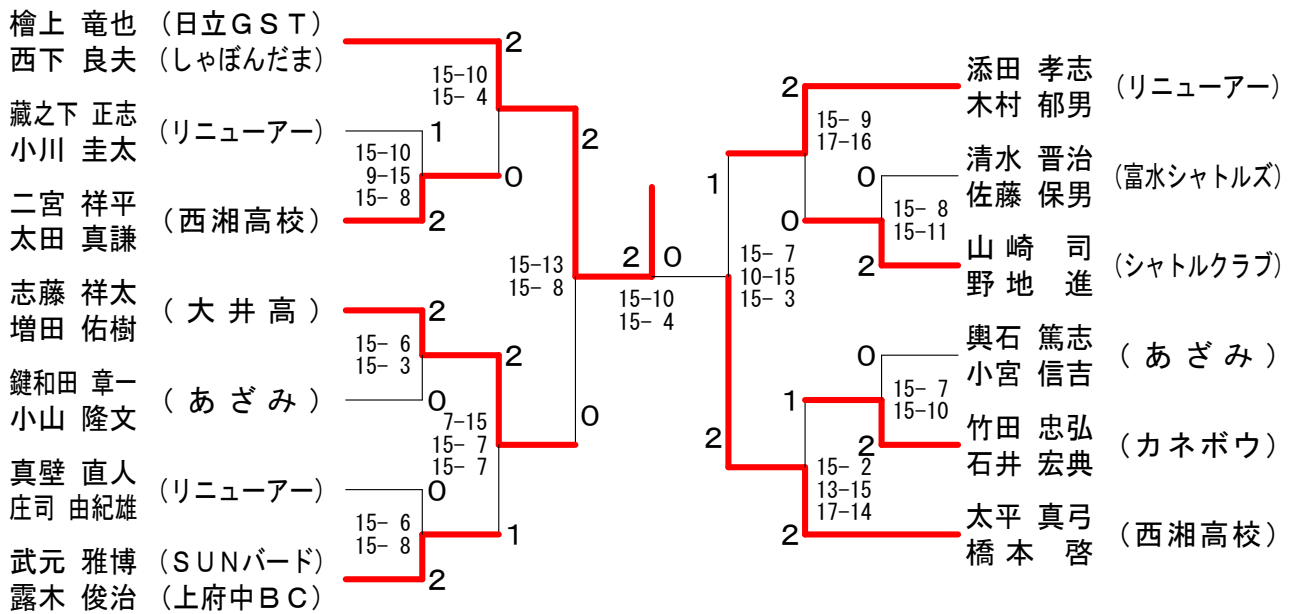 檜上 竜也 (日立GST)
西下 良夫 (しゃぼんだま)
藏之下 正志
小川 圭太
(リニューアー)
二宮 祥平
太田 真謙
(西湘高校)
志藤 祥太
増田 佑樹
(大井高)
鍵和田 章一
小山 隆文
(あざみ)
真壁 直人
庄司 由紀雄
(リニューアー)
武元 雅博 (SUNバード)
露木 俊治 (上府中BC)
2
15-10
15- 4
0
1
15-10
9-15
15- 8
2
2
15-13
15- 8
0
2
15- 6
15- 3
0
2
7-15
15- 7
15- 7
1
0
15- 6
15- 8
2
2 0
15-10
15- 4
1
15- 7
10-15
15- 3
2
2
15- 9
17-16
0
0
15- 8
15-11
2
1
15- 2
13-15
17-14
2
0
15- 7
15-10
2
添田 孝志
木村 郁男
(リニューアー)
清水 晋治
佐藤 保男
(富水シャトルズ)
山崎 司
野地 進
(シャトルクラブ)
輿石 篤志
小宮 信吉
(あざみ)
竹田 忠弘
石井 宏典
(カネボウ)
太平 真弓
橋本 啓
(西湘高校)